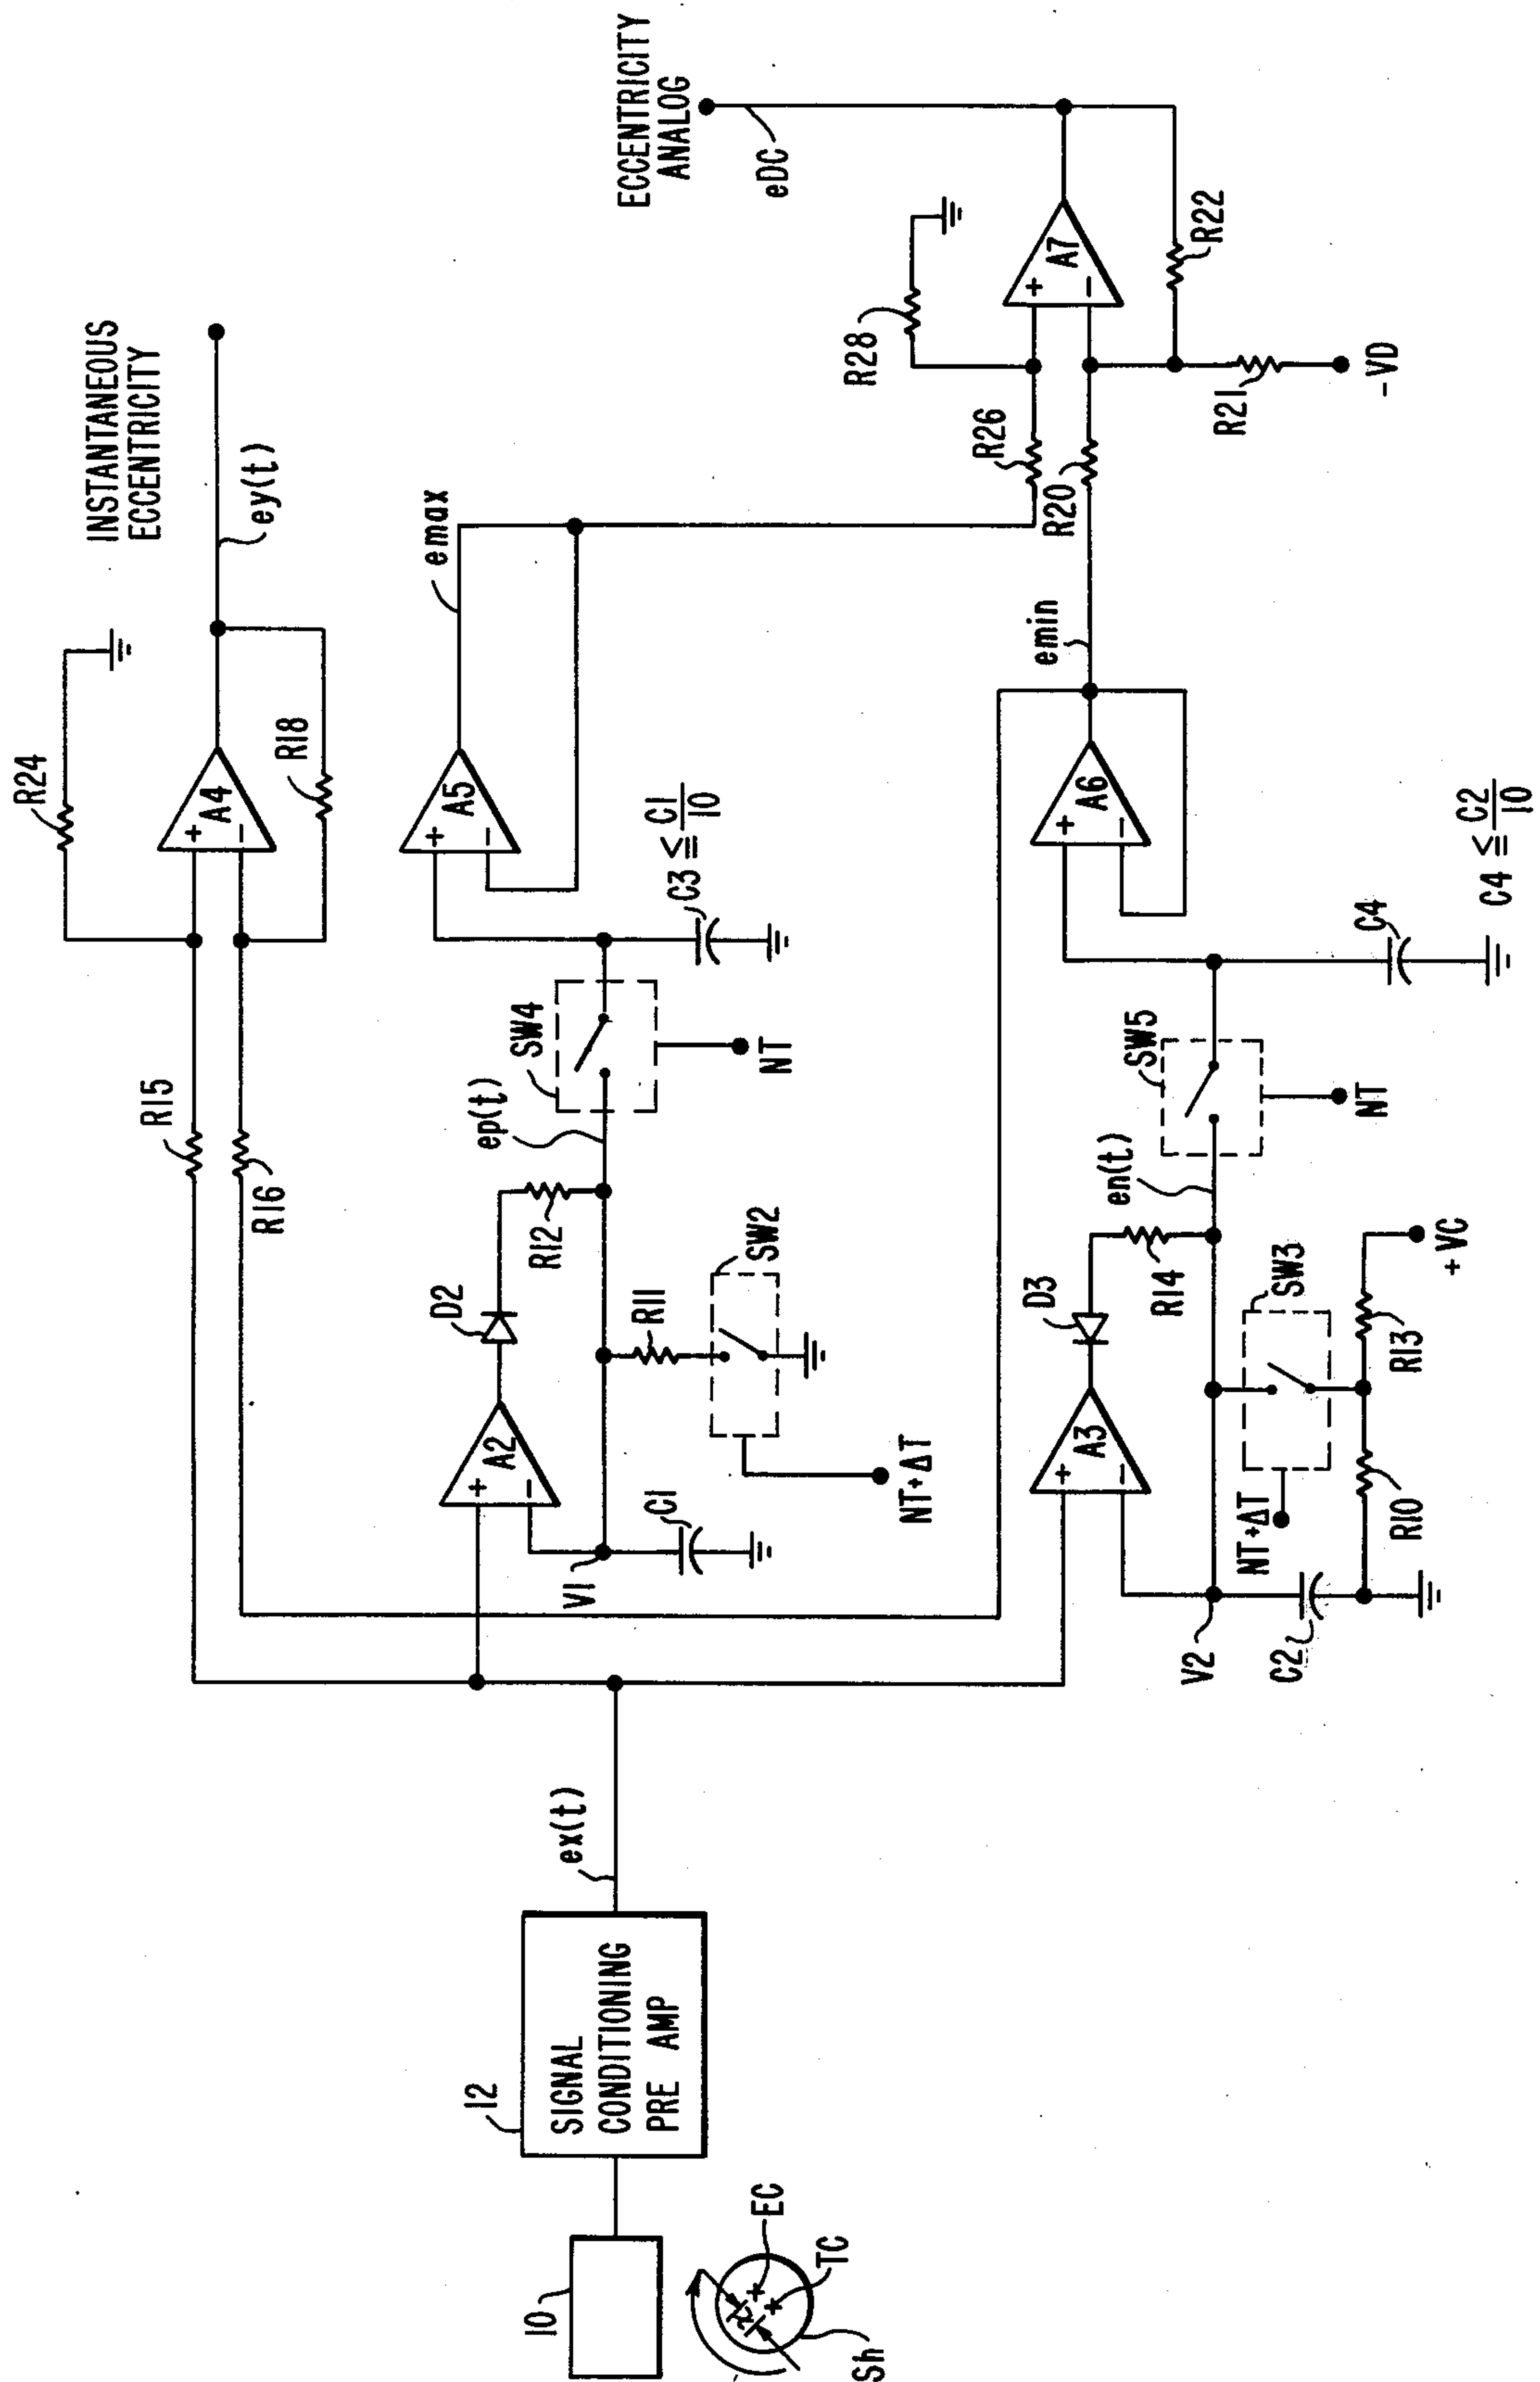 INSTANTANEOUS
ECCENTRICITY
ey(t)
R24
A4
+
−
R18
R15
R16
ECCENTRICITY
ANALOG
eDC
emax
A5
+
−
C3 ≦ C1/10
SW4
NT
ep(t)
R12
D2
A2
+
−
R11
SW2
NT+ΔT
V1
C1
R28
A7
+
−
R22
R26
R20
R21
-VD
emin
A6
+
−
C4
C4 ≦ C2/10
SW5
NT
en(t)
R14
D3
A3
+
−
SW3
NT+ΔT
R13
+VC
R10
V2
C2
ex(t)
12
SIGNAL
CONDITIONING
PRE AMP
10
EC
TC
Sh